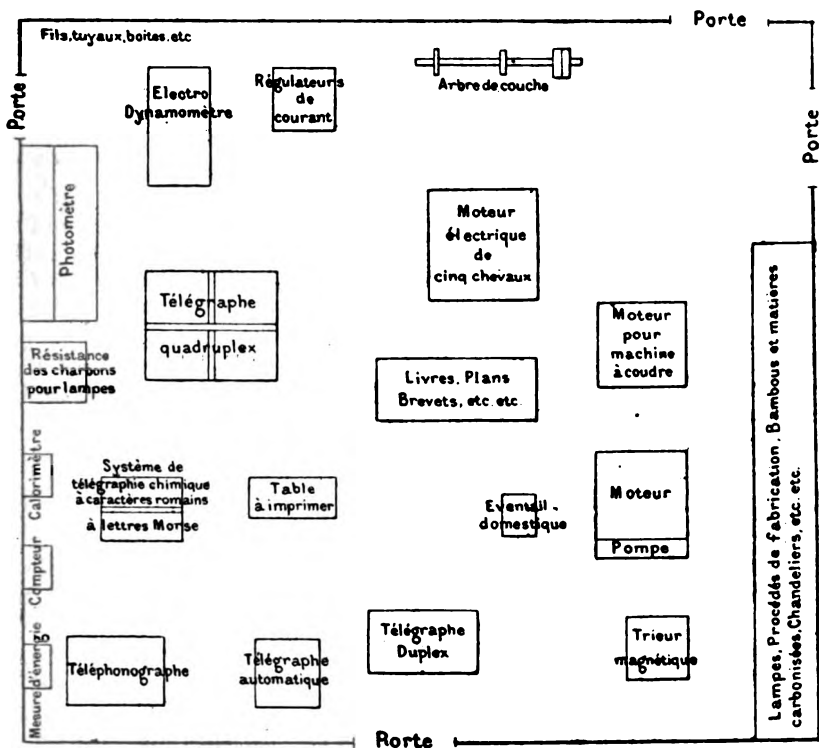 Porte
Fils, tuyaux, boites. etc
Porte
Electro
Dynamomètre
Régulateurs
de
courant
Arbre de couche
Porte
Photomètre
Moteur
électrique
de
cinq chevaux
Télégraphe
quadruplex
Moteur
pour
machine
à coudre
Résistance
des charbons
pour lampes
Livres, Plans
Brevets, etc. etc.
Calorimètre
Système de
télégraphie chimique
à caractères romains
à lettres Morse
Table
à imprimer
Eventail -
domestique
Moteur
Pompe
Compteur
Mesure d'énergie
Téléphonographe
Télégraphe
automatique
Télégraphe
Duplex
Trieur
magnétique
Lampes, Procédés de fabrication, Bambous et matières
carbonisées, Chandeliers, etc. etc.
Rorte